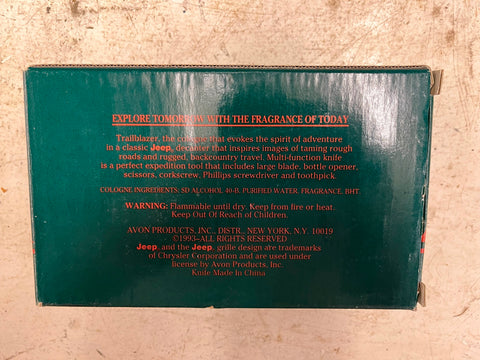 EXPLORE TOMORROW WITH THE FRAGRANCE OF TODAY
Trailblazer, the cologne that evokes the spirit of adventure
in a classic Jeep, decanter that inspires images of taming rough
roads and rugged, backcountry travel. Multi-function knife
is a perfect expedition tool that includes large blade, bottle opener,
scissors, corkscrew, Phillips screwdriver and toothpick.
COLOGNE INGREDIENTS: SD ALCOHOL 40-B, PURIFIED WATER, FRAGRANCE, BHT.
WARNING: Flammable until dry. Keep from fire or heat.
Keep Out Of Reach of Children.
AVON PRODUCTS, INC., DISTR., NEW YORK, N.Y. 10019
©1993–ALL RIGHTS RESERVED
Jeep, and the Jeep, grille design are trademarks
of Chrysler Corporation and are used under
license by Avon Products, Inc.
Knife Made In China